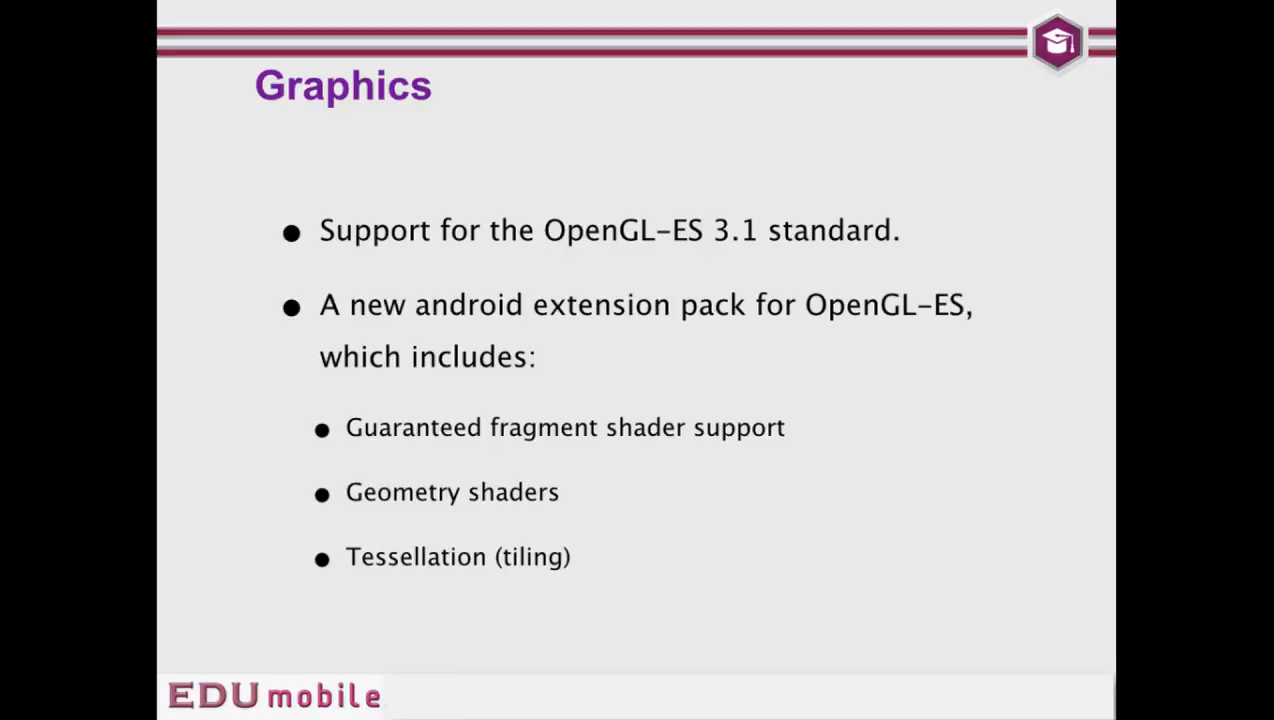 Graphics
● Support for the OpenGL-ES 3.1 standard.
● A new android extension pack for OpenGL-ES,
which includes:
● Guaranteed fragment shader support
● Geometry shaders
● Tessellation (tiling)
EDU mobile